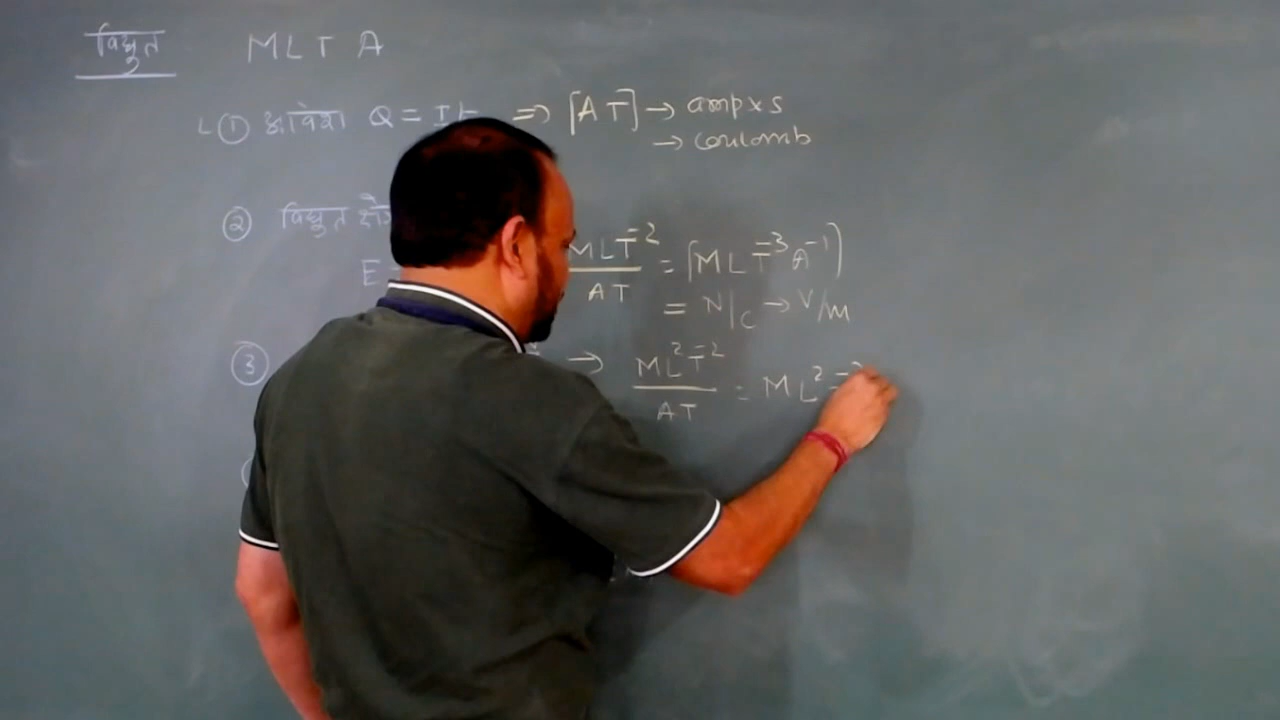 विद्युत MLTA
① आवेश Q = It => [AT] → amp x s
→ coulomb
② विद्युत
E MLT⁻²/AT = [MLT⁻³A⁻¹]
= N/C → V/m
③ → ML²T⁻²/AT = ML²